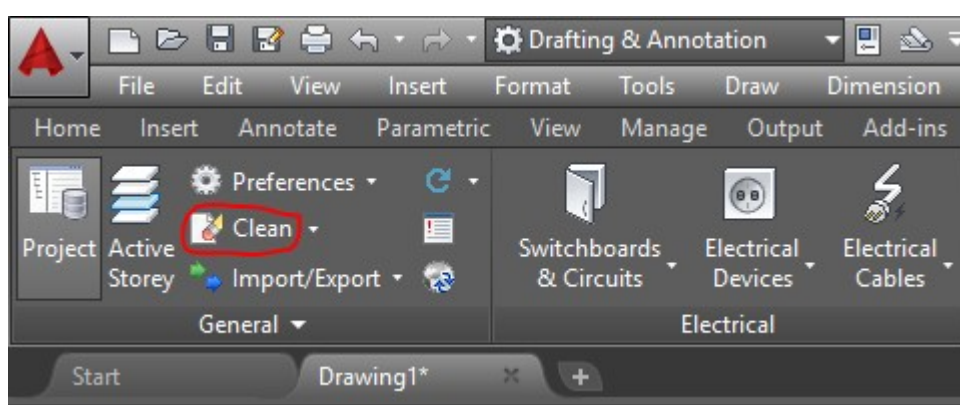 Drafting & Annotation
File Edit View Insert Format Tools Draw Dimension
Home Insert Annotate Parametric View Manage Output Add-ins
Project
Active
Storey
Preferences
Clean
Import/Export
Switchboards
& Circuits
Electrical
Devices
Electrical
Cables
General
Electrical
Start Drawing1*